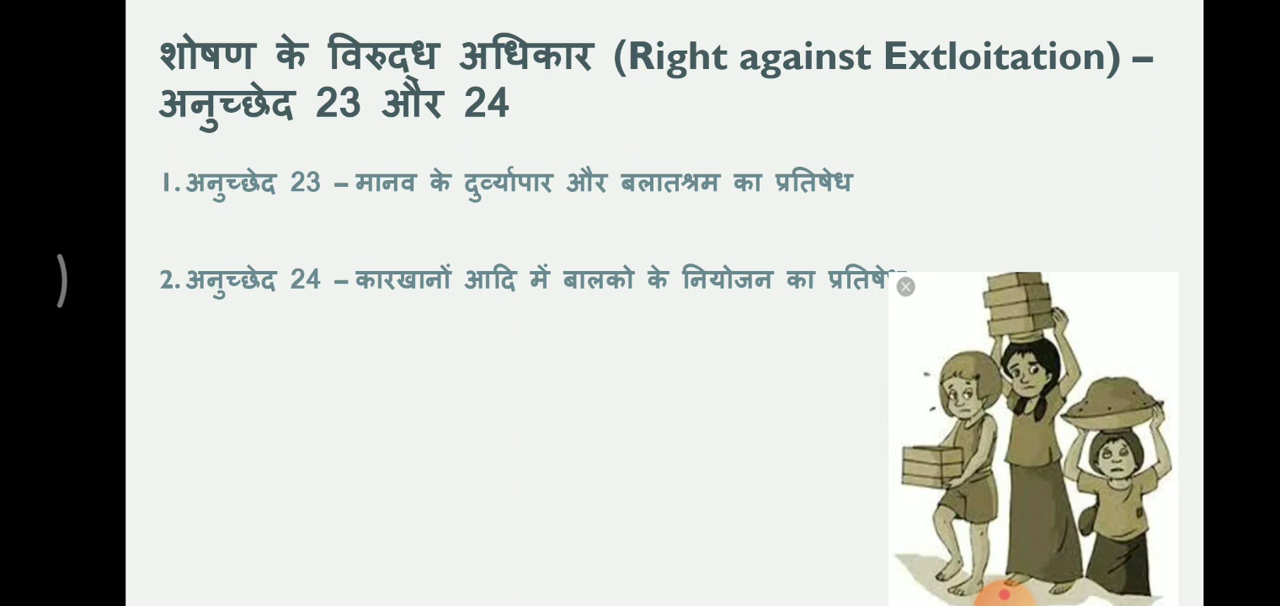 शोषण के विरुद्ध अधिकार (Right against Extloitation) –
अनुच्छेद 23 और 24
1. अनुच्छेद 23 – मानव के दुर्व्यापार और बलातश्रम का प्रतिषेध
2. अनुच्छेद 24 – कारखानों आदि में बालको के नियोजन का